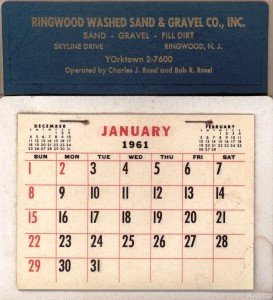 RINGWOOD WASHED SAND & GRAVEL CO., INC.
SAND - GRAVEL - FILL DIRT
SKYLINE DRIVE RINGWOOD, N. J.
YOrktown 2-7600
Operated by Charles J. Rossi and Bob R. Rossi
DECEMBER JANUARY FEBRUARY
1961
SUN MON TUE WED THU FRI SAT
1 2 3 4 5 6 7
8 9 10 11 12 13 14
15 16 17 18 19 20 21
22 23 24 25 26 27 28
29 30 31